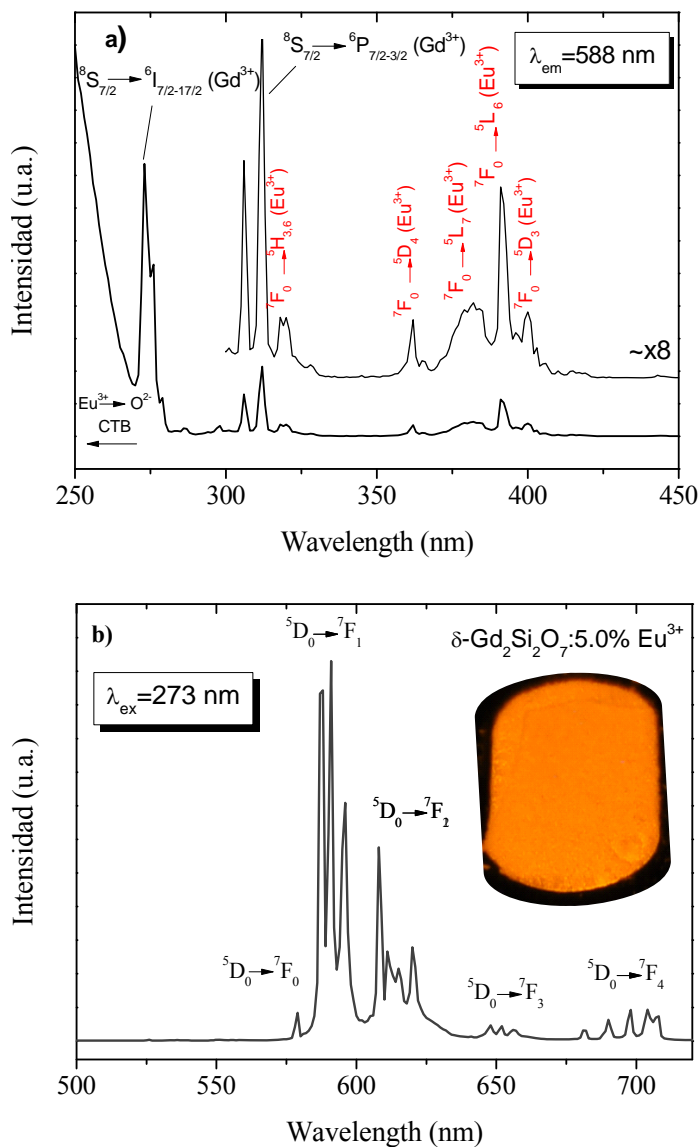 a)
⁸S₇/₂ → ⁶P₇/₂₋₃/₂ (Gd³⁺)
λem=588 nm
⁸S₇/₂ → ⁶I₇/₂₋₁₇/₂ (Gd³⁺)
⁷F₀ → ⁵H₃,₆ (Eu³⁺)
⁷F₀ → ⁵D₄ (Eu³⁺)
⁷F₀ → ⁵L₇ (Eu³⁺)
⁷F₀ → ⁵L₆ (Eu³⁺)
⁷F₀ → ⁵D₃ (Eu³⁺)
~x8
Eu³⁺ → O²⁻
CTB
Intensidad (u.a.)
250 300 350 400 450
Wavelength (nm)
b)
⁵D₀ → ⁷F₁
δ-Gd₂Si₂O₇:5.0% Eu³⁺
λex=273 nm
⁵D₀ → ⁷F₂
⁵D₀ → ⁷F₀
⁵D₀ → ⁷F₃
⁵D₀ → ⁷F₄
Intensidad (u.a.)
500 550 600 650 700
Wavelength (nm)